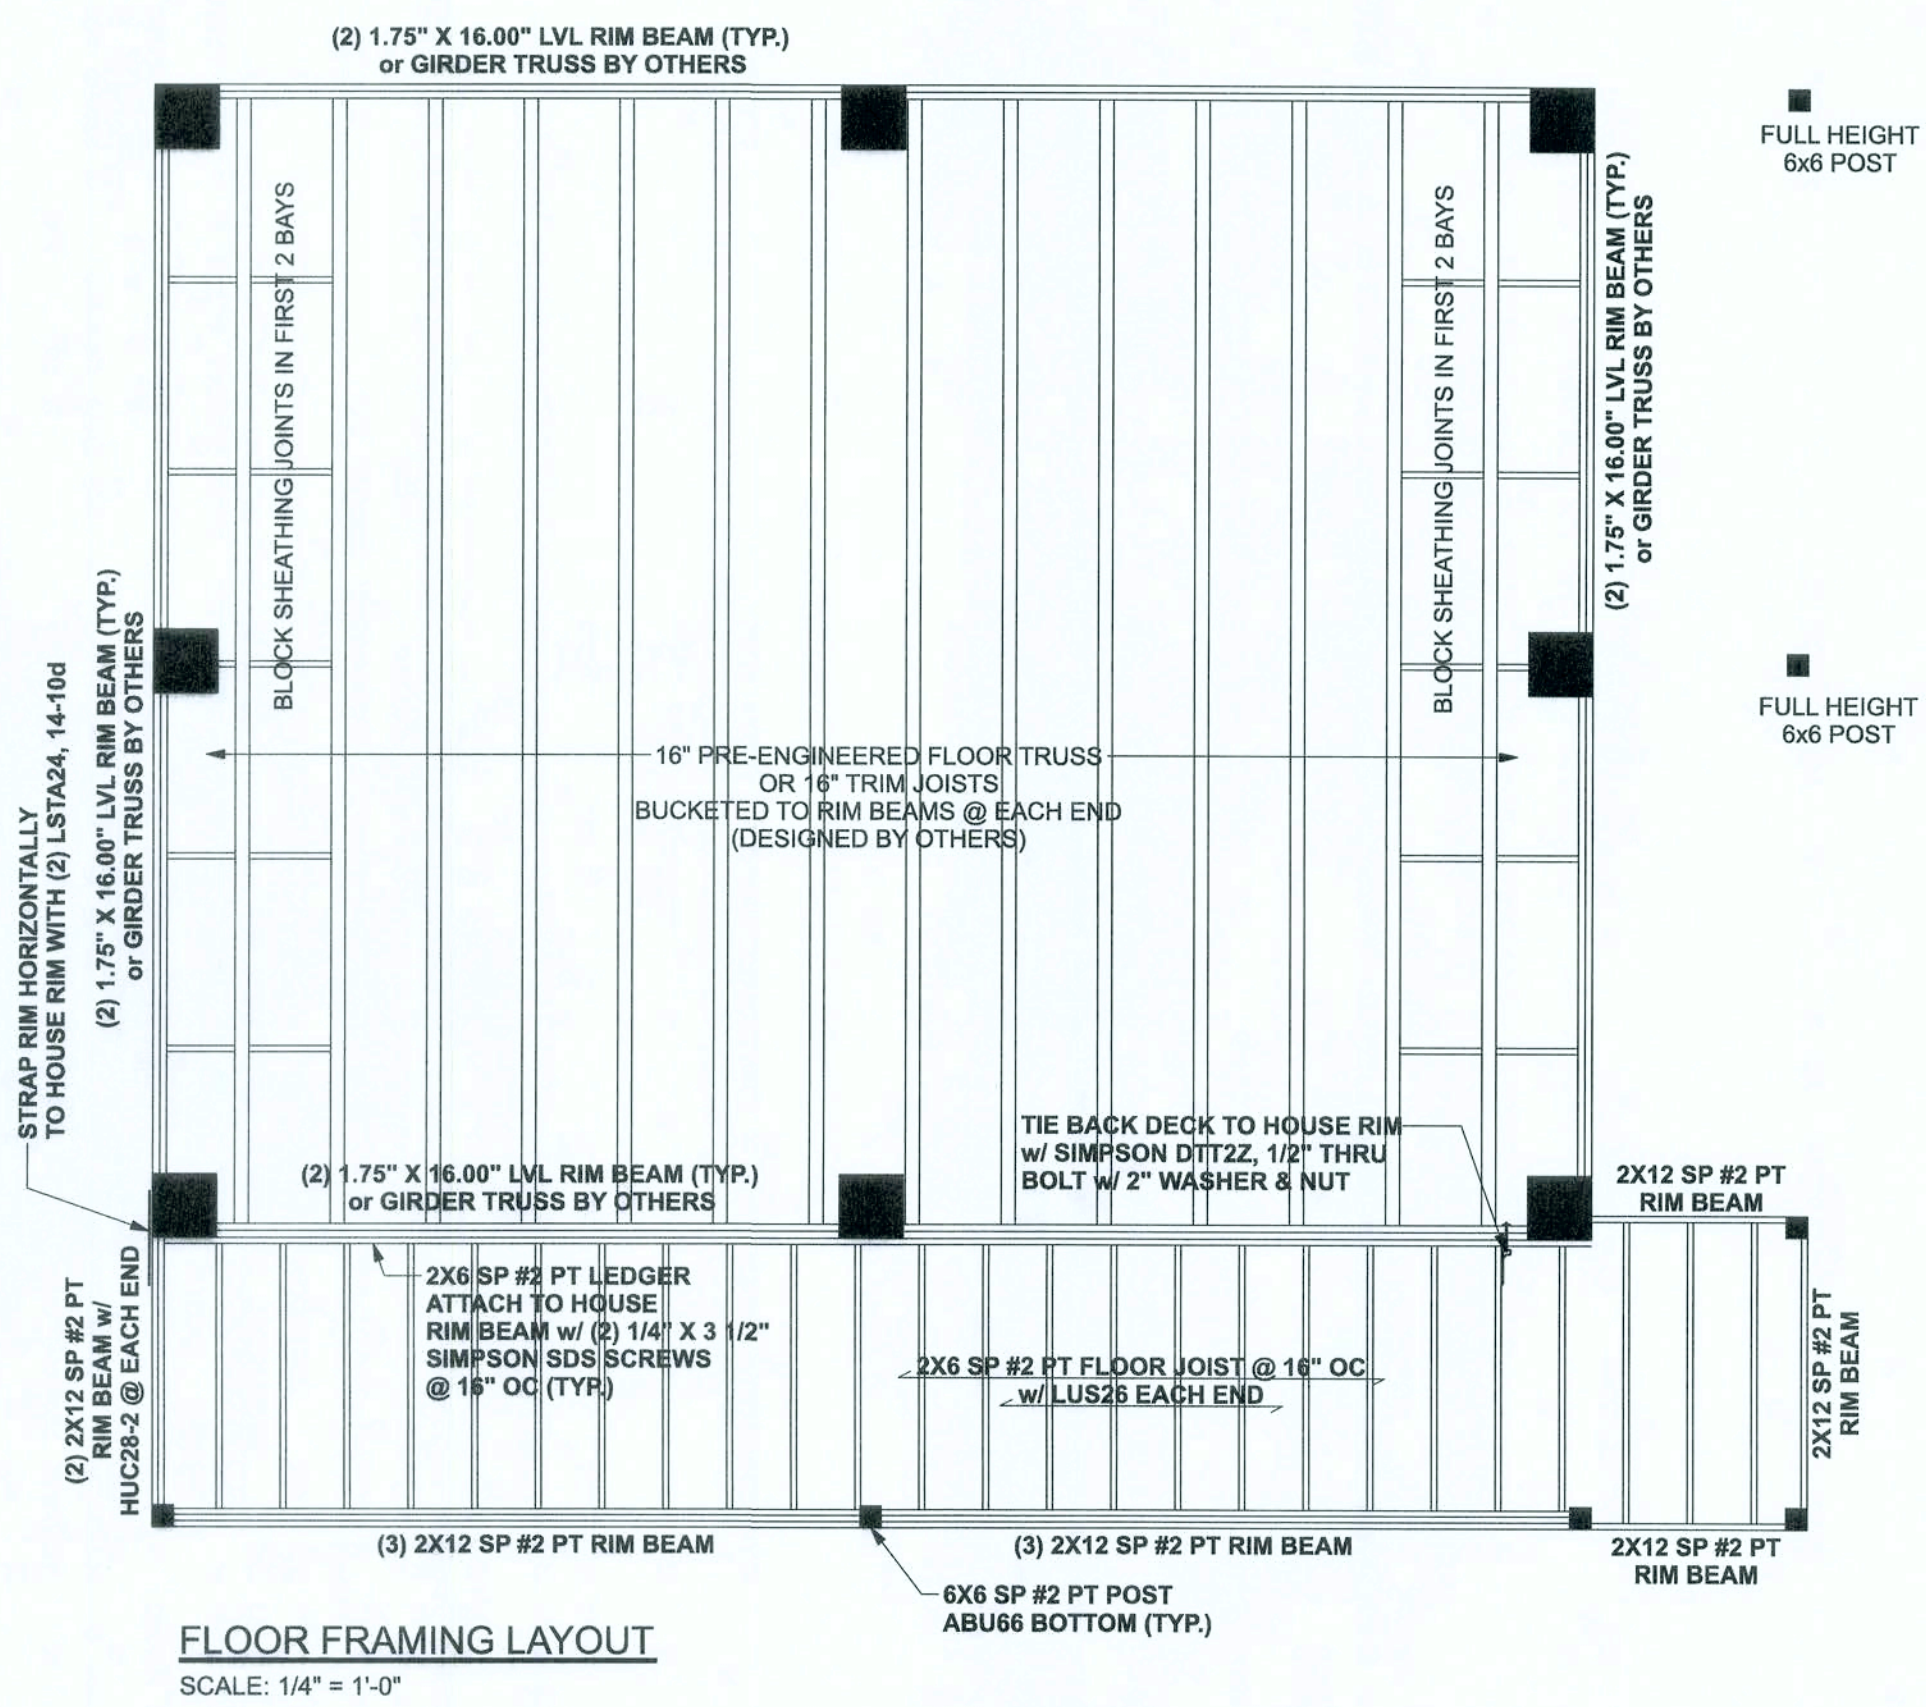 (2) 1.75" X 16.00" LVL RIM BEAM (TYP.)
or GIRDER TRUSS BY OTHERS
FULL HEIGHT
6x6 POST
BLOCK SHEATHING JOINTS IN FIRST 2 BAYS
BLOCK SHEATHING JOINTS IN FIRST 2 BAYS
(2) 1.75" X 16.00" LVL RIM BEAM (TYP.)
or GIRDER TRUSS BY OTHERS
(2) 1.75" X 16.00" LVL RIM BEAM (TYP.)
or GIRDER TRUSS BY OTHERS
FULL HEIGHT
6x6 POST
16" PRE-ENGINEERED FLOOR TRUSS
OR 16" TRIM JOISTS
BUCKETED TO RIM BEAMS @ EACH END
(DESIGNED BY OTHERS)
STRAP RIM HORIZONTALLY
TO HOUSE RIM WITH (2) LSTA24, 14-10d
TIE BACK DECK TO HOUSE RIM
w/ SIMPSON DTT2Z, 1/2" THRU
BOLT w/ 2" WASHER & NUT
(2) 1.75" X 16.00" LVL RIM BEAM (TYP.)
or GIRDER TRUSS BY OTHERS
2X12 SP #2 PT
RIM BEAM
(2) 2X12 SP #2 PT
RIM BEAM w/
HUC28-2 @ EACH END
2X6 SP #2 PT LEDGER
ATTACH TO HOUSE
RIM BEAM w/ (2) 1/4" X 3 1/2"
SIMPSON SDS SCREWS
@ 16" OC (TYP.)
2X6 SP #2 PT FLOOR JOIST @ 16" OC
w/ LUS26 EACH END
2X12 SP #2 PT
RIM BEAM
(3) 2X12 SP #2 PT RIM BEAM
(3) 2X12 SP #2 PT RIM BEAM
2X12 SP #2 PT
RIM BEAM
6X6 SP #2 PT POST
ABU66 BOTTOM (TYP.)
FLOOR FRAMING LAYOUT
SCALE: 1/4" = 1'-0"